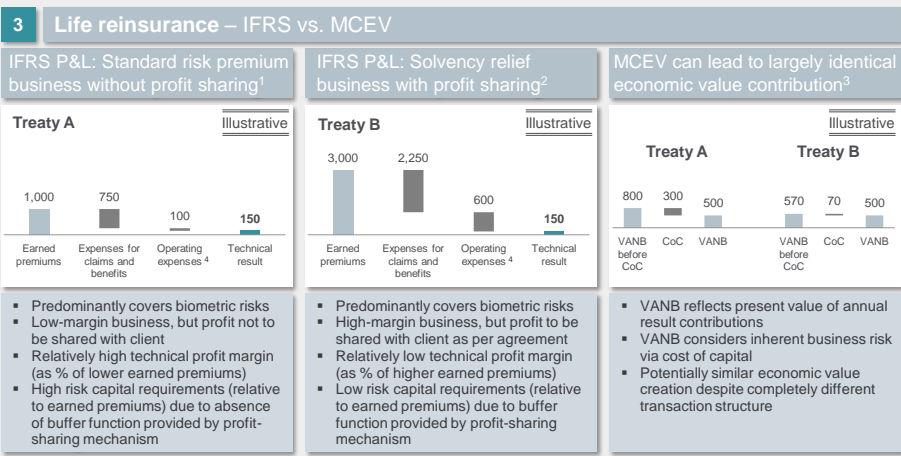 3
Life reinsurance – IFRS vs. MCEV
IFRS P&L: Standard risk premium
business without profit sharing1
Treaty A
Illustrative
1,000
750
100
150
Earned
premiums
Expenses for
claims and
benefits
Operating
expenses 4
Technical
result
▪ Predominantly covers biometric risks
▪ Low-margin business, but profit not to
be shared with client
▪ Relatively high technical profit margin
(as % of lower earned premiums)
▪ High risk capital requirements (relative
to earned premiums) due to absence
of buffer function provided by profit-
sharing mechanism
IFRS P&L: Solvency relief
business with profit sharing2
Treaty B
Illustrative
3,000
2,250
600
150
Earned
premiums
Expenses for
claims and
benefits
Operating
expenses 4
Technical
result
▪ Predominantly covers biometric risks
▪ High-margin business, but profit to be
shared with client as per agreement
▪ Relatively low technical profit margin
(as % of higher earned premiums)
▪ Low risk capital requirements (relative
to earned premiums) due to buffer
function provided by profit-sharing
mechanism
MCEV can lead to largely identical
economic value contribution3
Illustrative
Treaty A
800
300
500
VANB
before
CoC
CoC
VANB
Treaty B
570
70
500
VANB
before
CoC
CoC
VANB
▪ VANB reflects present value of annual
result contributions
▪ VANB considers inherent business risk
via cost of capital
▪ Potentially similar economic value
creation despite completely different
transaction structure